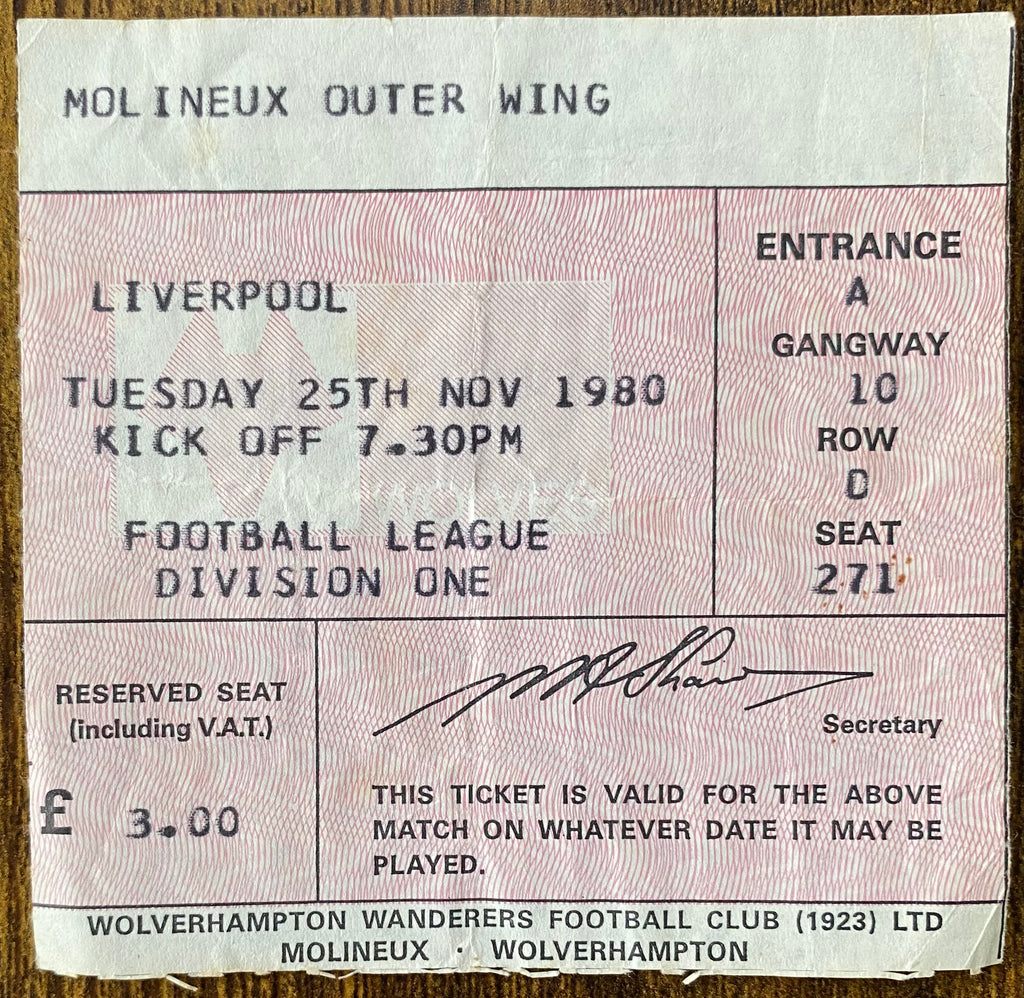 MOLINEUX OUTER WING
LIVERPOOL
TUESDAY 25TH NOV 1980
KICK OFF 7.30PM
WOLVES
FOOTBALL LEAGUE
DIVISION ONE
ENTRANCE
A
GANGWAY
10
ROW
D
SEAT
271
RESERVED SEAT
(including V.A.T.)
£ 3.00
Secretary
THIS TICKET IS VALID FOR THE ABOVE
MATCH ON WHATEVER DATE IT MAY BE
PLAYED.
WOLVERHAMPTON WANDERERS FOOTBALL CLUB (1923) LTD
MOLINEUX · WOLVERHAMPTON